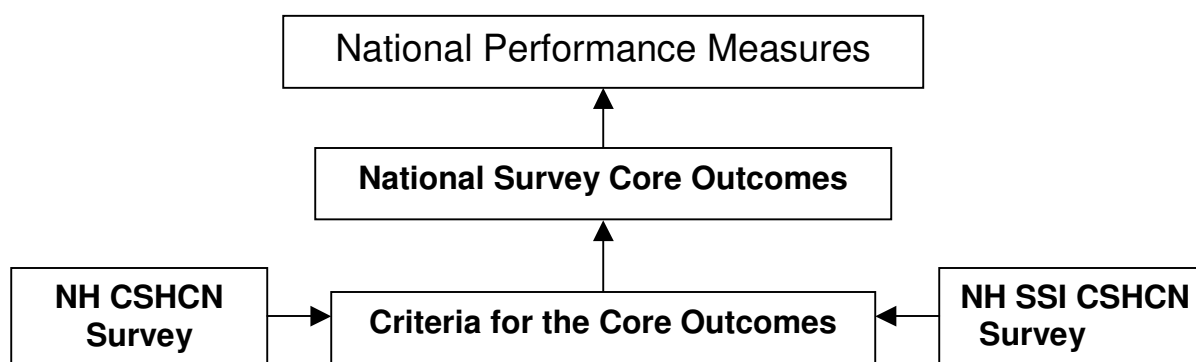 National Performance Measures
National Survey Core Outcomes
NH CSHCN
Survey
Criteria for the Core Outcomes
NH SSI CSHCN
Survey